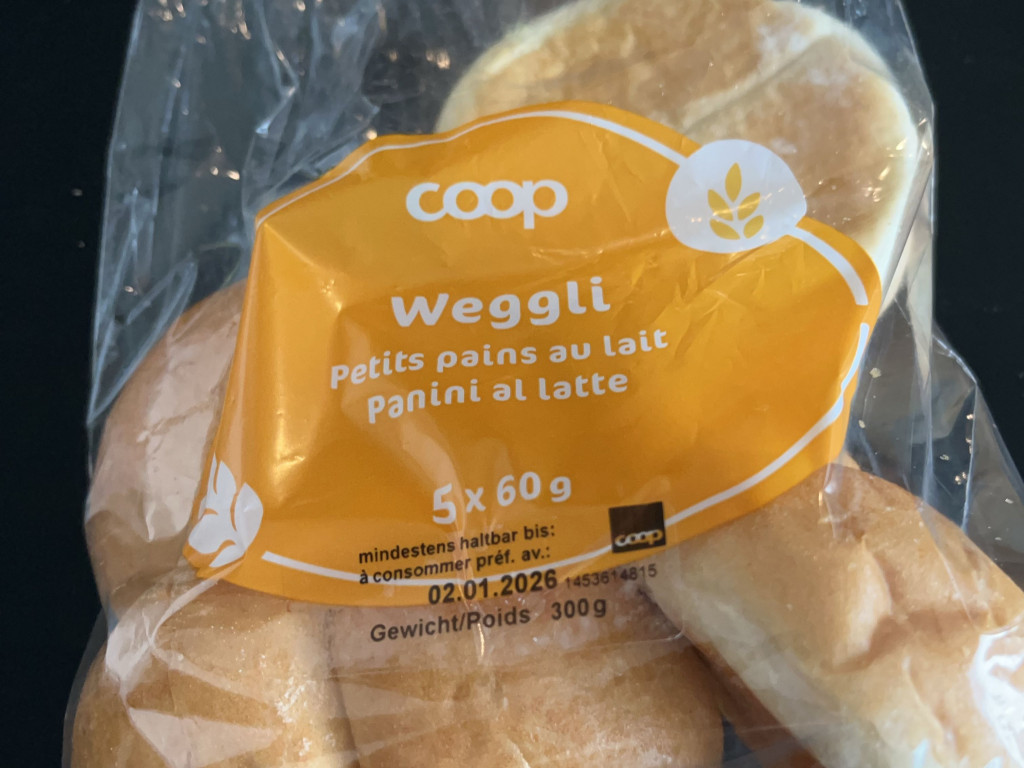 coop
Weggli
Petits pains au lait
Panini al latte
5 x 60 g
mindestens haltbar bis:
à consommer préf. av.:
coop
02.01.2026 1453614815
Gewicht/Poids 300g